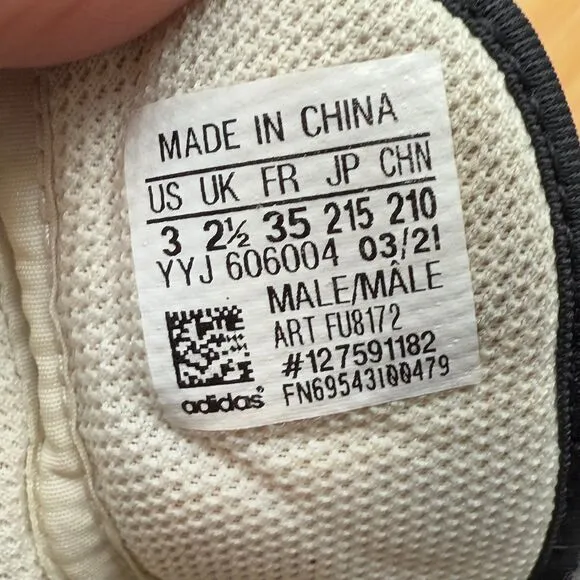 MADE IN CHINA
US UK FR JP CHN
3 2½ 35 215 210
YYJ 606004 03/21
MALE/MÂLE
ART FU8172
#127591182
adidas® FN69543100479